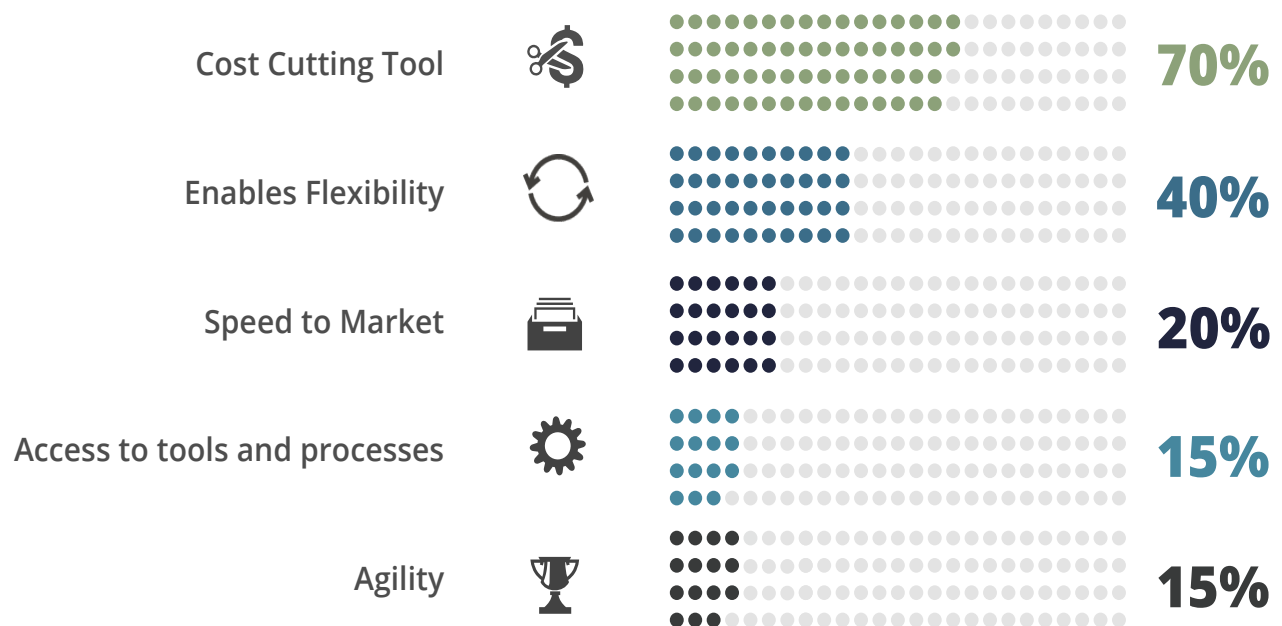 Cost Cutting Tool 70%
Enables Flexibility 40%
Speed to Market 20%
Access to tools and processes 15%
Agility 15%